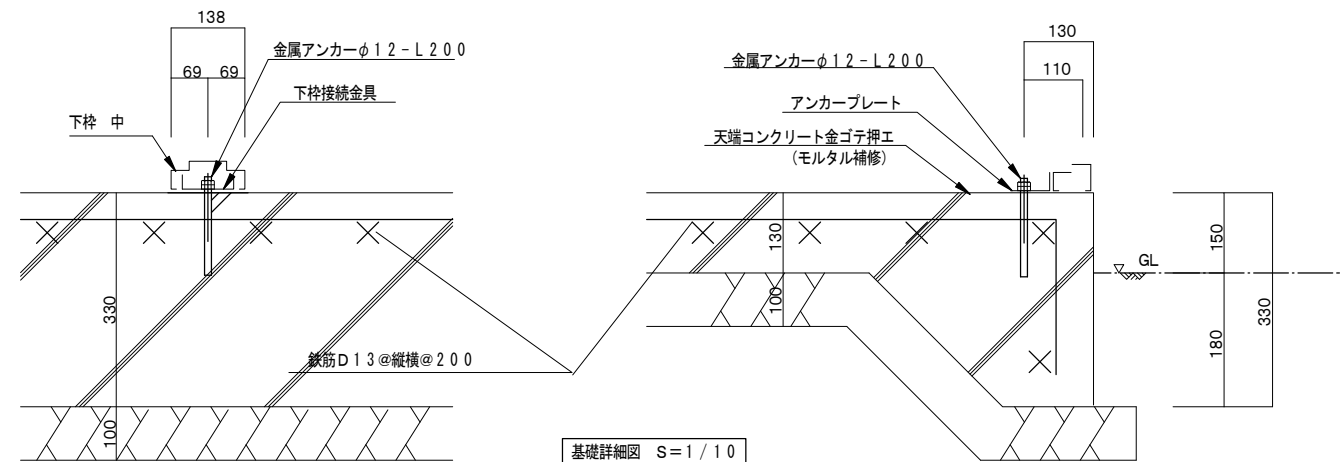 138
69
69
金属アンカーφ12-L200
下枠接続金具
下枠 中
330
100
鉄筋D13@縦横@200
基礎詳細図 S=1/10
130
110
金属アンカーφ12-L200
アンカープレート
天端コンクリート金ゴテ押エ
(モルタル補修)
130
100
GL
150
180
330